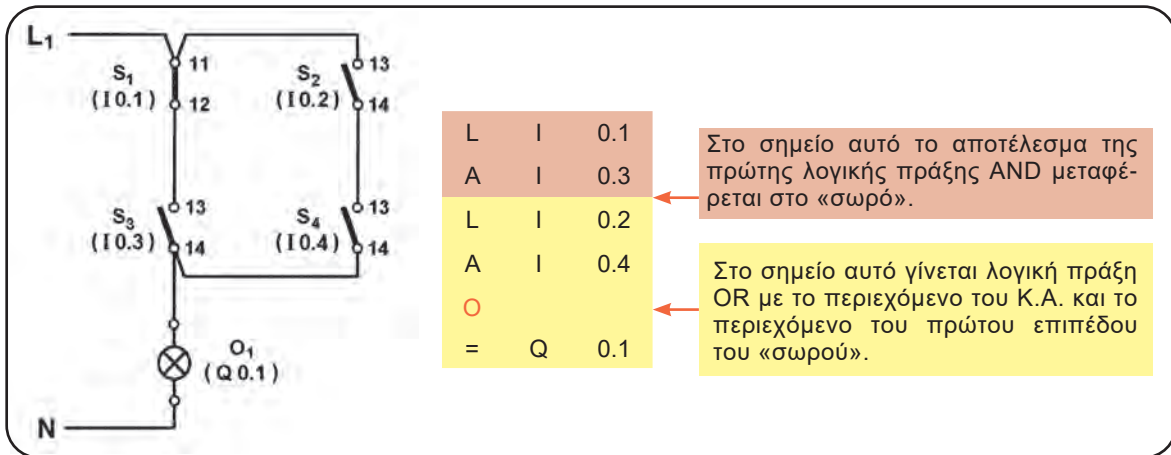 L1
11
S1
(I0.1)
12
13
S2
(I0.2)
14
13
S3
(I0.3)
14
13
S4
(I0.4)
14
O1
(Q0.1)
N
L I 0.1
A I 0.3
L I 0.2
A I 0.4
O
= Q 0.1
Στο σημείο αυτό το αποτέλεσμα της
πρώτης λογικής πράξης AND μεταφέ-
ρεται στο «σωρό».
Στο σημείο αυτό γίνεται λογική πράξη
OR με το περιεχόμενο του Κ.Α. και το
περιεχόμενο του πρώτου επιπέδου
του «σωρού».